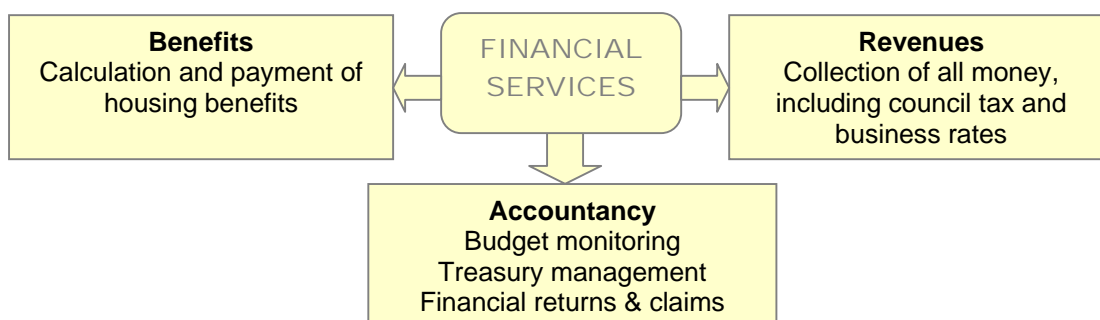 Benefits
Calculation and payment of
housing benefits
FINANCIAL
SERVICES
Revenues
Collection of all money,
including council tax and
business rates
Accountancy
Budget monitoring
Treasury management
Financial returns & claims